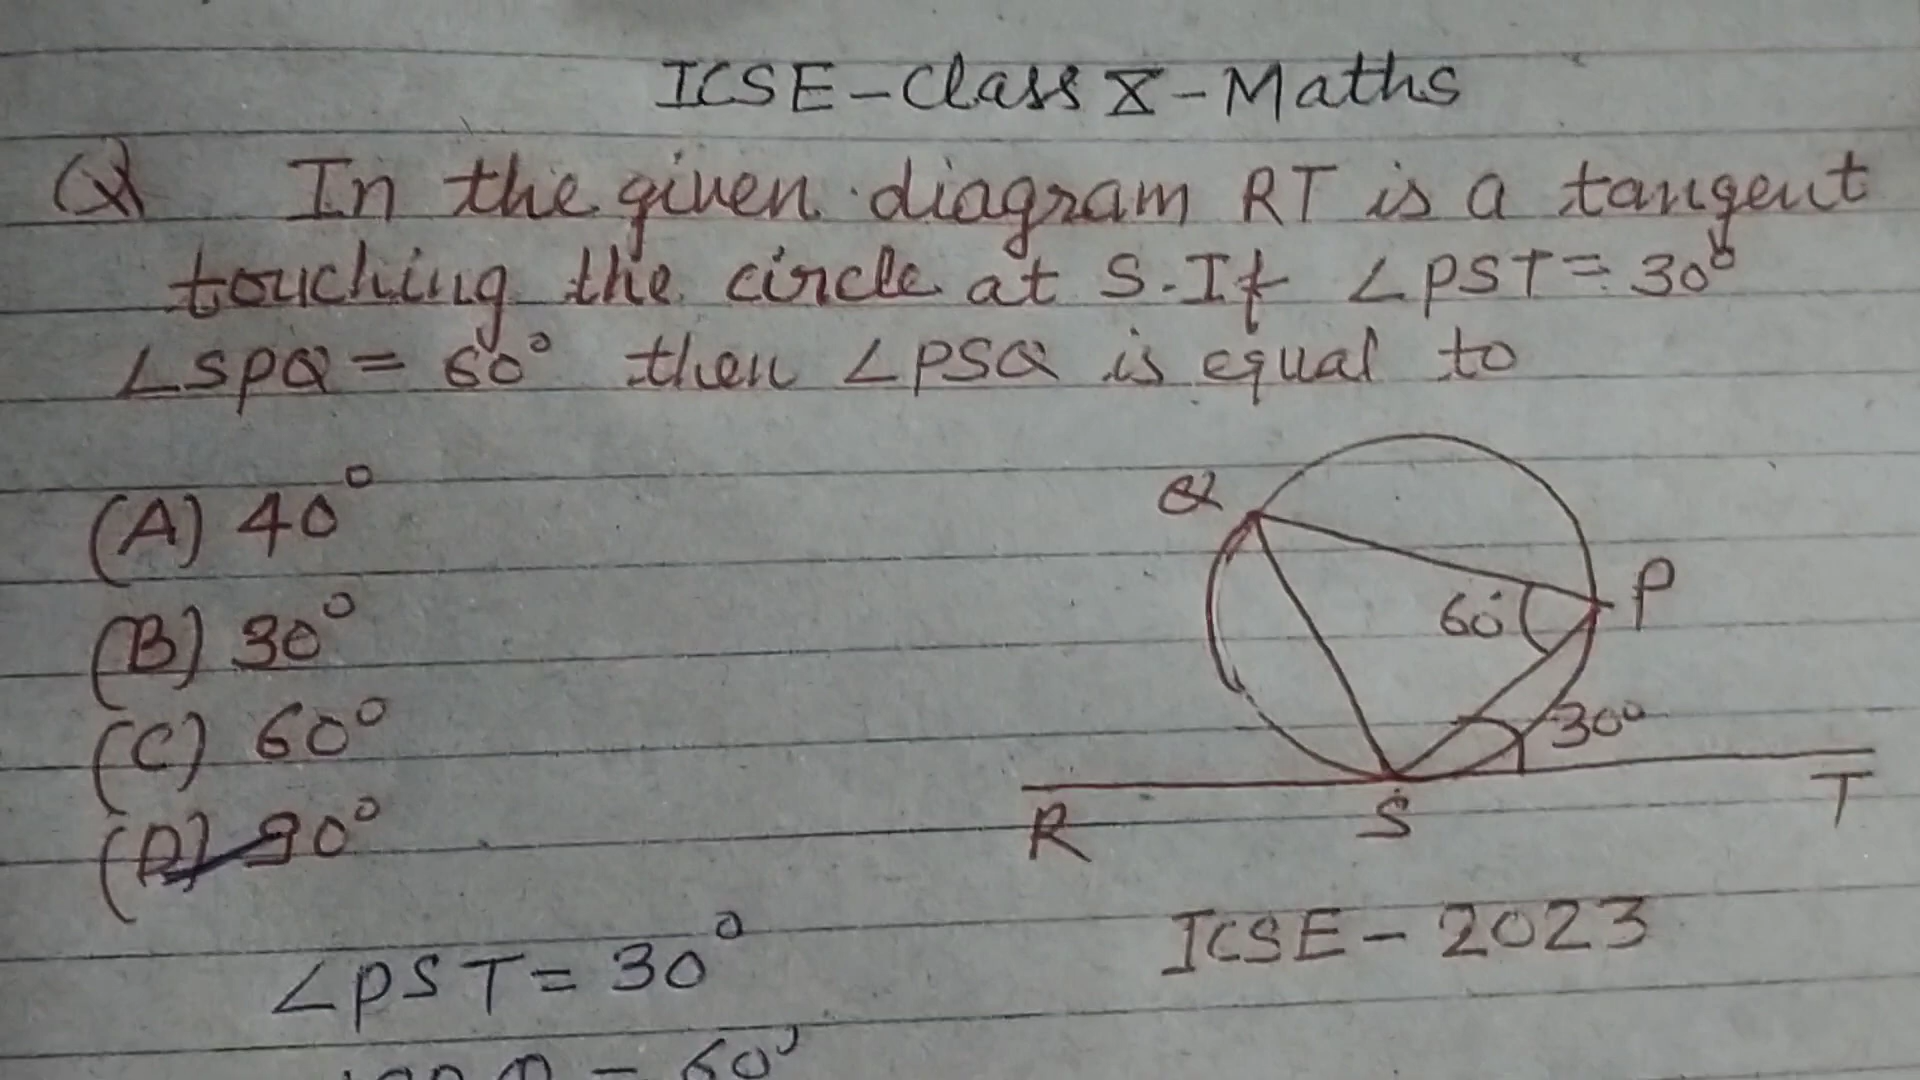 ICSE-Class X-Maths
Q In the given diagram RT is a tangent
touching the circle at S. If ∠PST = 30°
∠SPQ = 60° then ∠PSQ is equal to
(A) 40°
(B) 30°
(C) 60°
(D) 90°
Q
P
60°
30°
R
S
T
ICSE - 2023
∠PST = 30°
= 60°